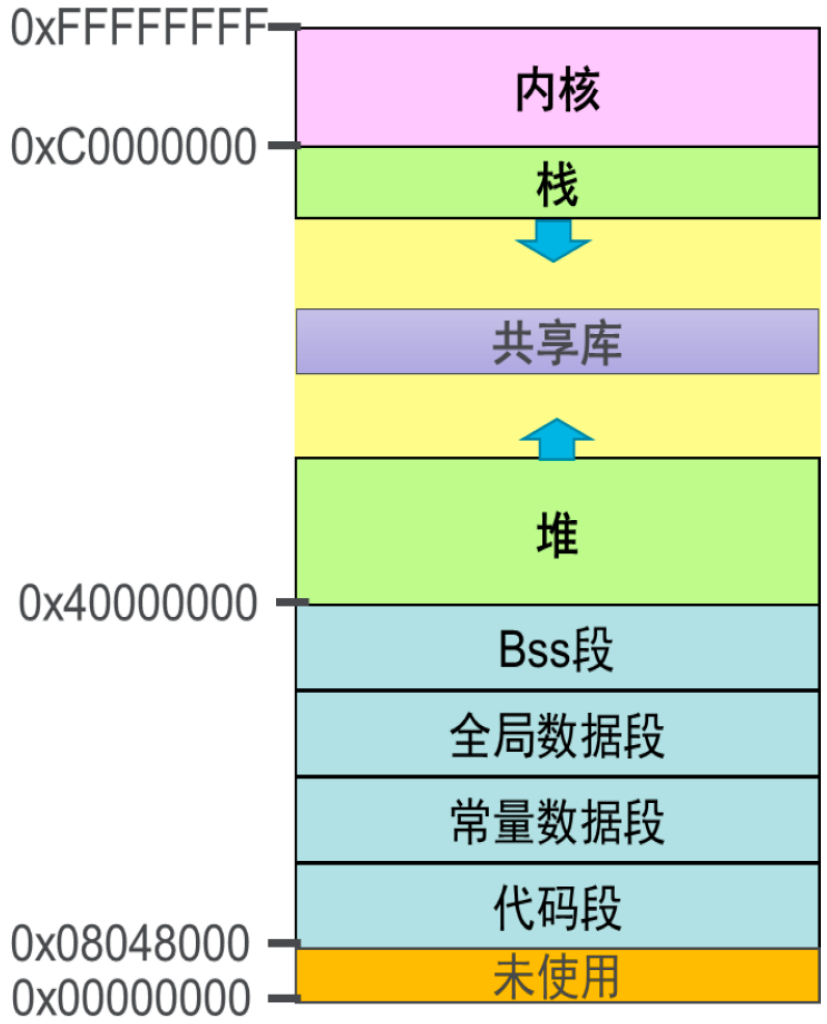 0xFFFFFFFF
内核
0xC0000000
栈
共享库
堆
0x40000000
Bss段
全局数据段
常量数据段
代码段
0x08048000
未使用
0x00000000